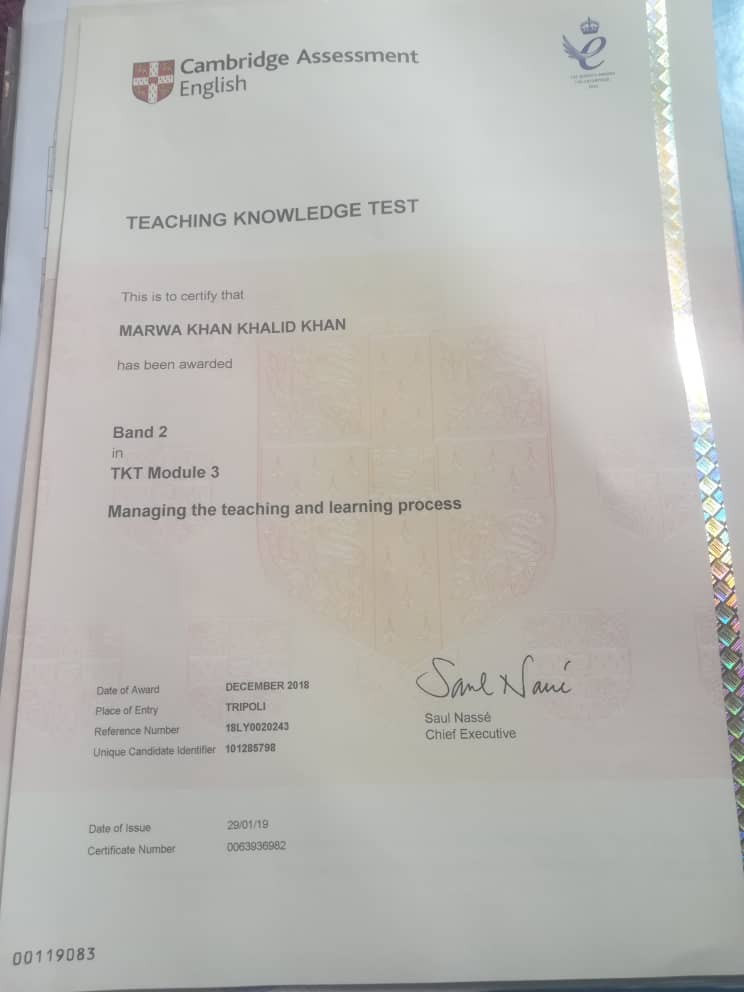 Cambridge Assessment
English
TEACHING KNOWLEDGE TEST
This is to certify that
MARWA KHAN KHALID KHAN
has been awarded
Band 2
in
TKT Module 3
Managing the teaching and learning process
Date of Award DECEMBER 2018
Place of Entry TRIPOLI
Reference Number 18LY0020243
Unique Candidate Identifier 101285798
Saul Nassé
Saul Nassé
Chief Executive
Date of Issue 29/01/19
Certificate Number 0063936982
00119083